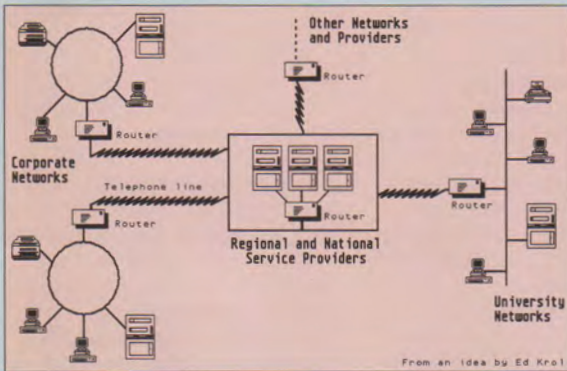 Other Networks
and Providers
Router
Router
Corporate
Networks
Telephone line
Router
Router
Router
Regional and National
Service Providers
University
Networks
From an idea by Ed Krol